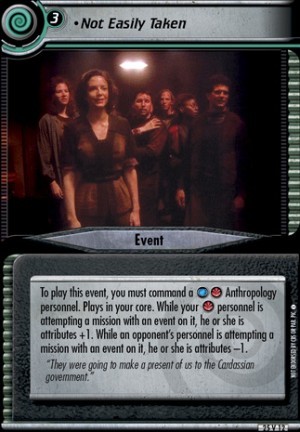 3
• Not Easily Taken
Event
To play this event, you must command a Anthropology
personnel. Plays in your core. While your personnel is
attempting a mission with an event on it, he or she is
attributes +1. While an opponent's personnel is attempting
a mission with an event on it, he or she is attributes –1.
"They were going to make a present of us to the Cardassian
government."
25 V 12